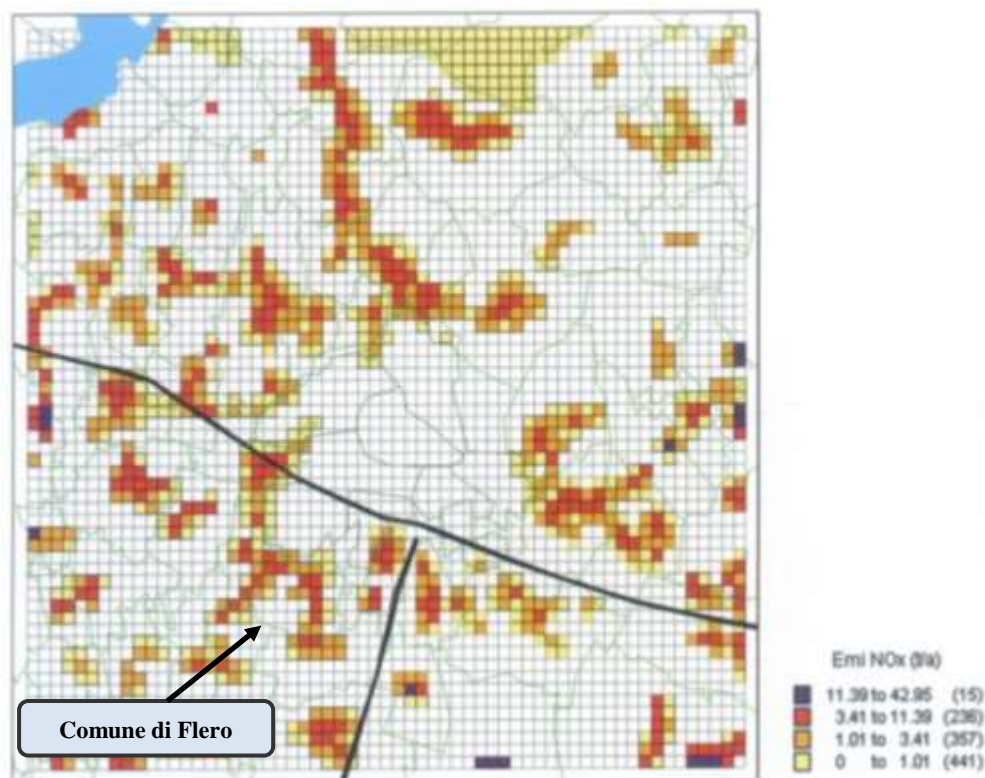 Comune di Flero
Emi NOx (t/a)
11.39 to 42.95 (15)
3.41 to 11.39 (236)
1.01 to 3.41 (357)
0 to 1.01 (441)